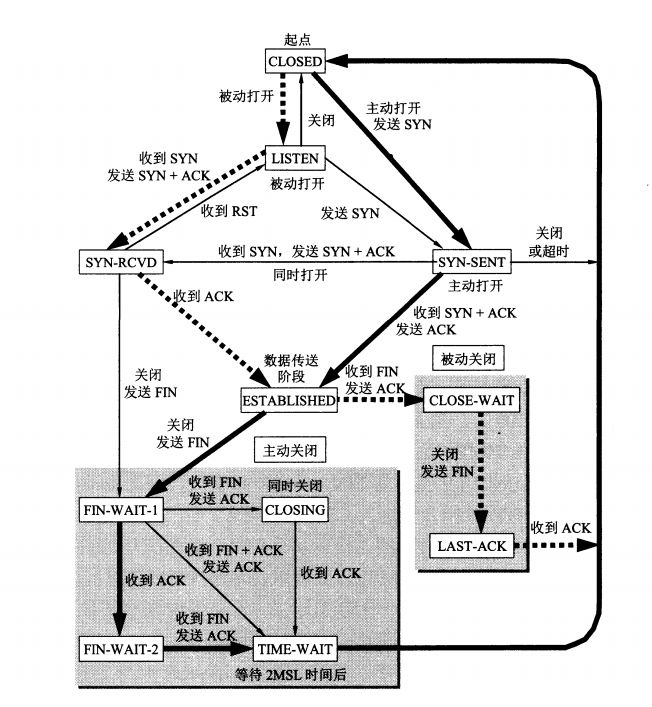 起点
CLOSED
被动打开
关闭
主动打开
发送 SYN
LISTEN
被动打开
收到 SYN
发送 SYN + ACK
收到 RST
发送 SYN
SYN-RCVD
收到 SYN，发送 SYN + ACK
同时打开
SYN-SENT
主动打开
关闭
或超时
收到 ACK
收到 SYN + ACK
发送 ACK
关闭
发送 FIN
数据传送
阶段
ESTABLISHED
收到 FIN
发送 ACK
被动关闭
CLOSE-WAIT
关闭
发送 FIN
主动关闭
关闭
发送 FIN
LAST-ACK
收到 ACK
FIN-WAIT-1
收到 FIN
发送 ACK
同时关闭
CLOSING
收到 FIN + ACK
发送 ACK
收到 ACK
收到 ACK
收到 FIN
发送 ACK
FIN-WAIT-2
TIME-WAIT
等待 2MSL 时间后